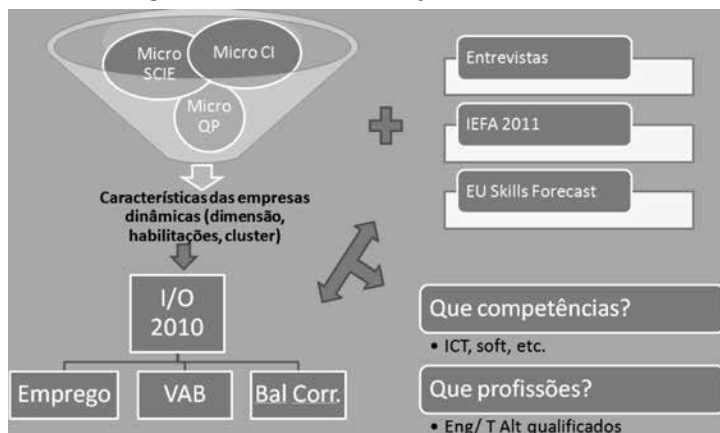 Micro
SCIE
Micro CI
Micro
QP
Características das empresas
dinâmicas (dimensão,
habilitações, cluster)
I/O
2010
Emprego
VAB
Bal Corr.
Entrevistas
IEFA 2011
EU Skills Forecast
Que competências?
• ICT, soft, etc.
Que profissões?
• Eng/ T Alt qualificados